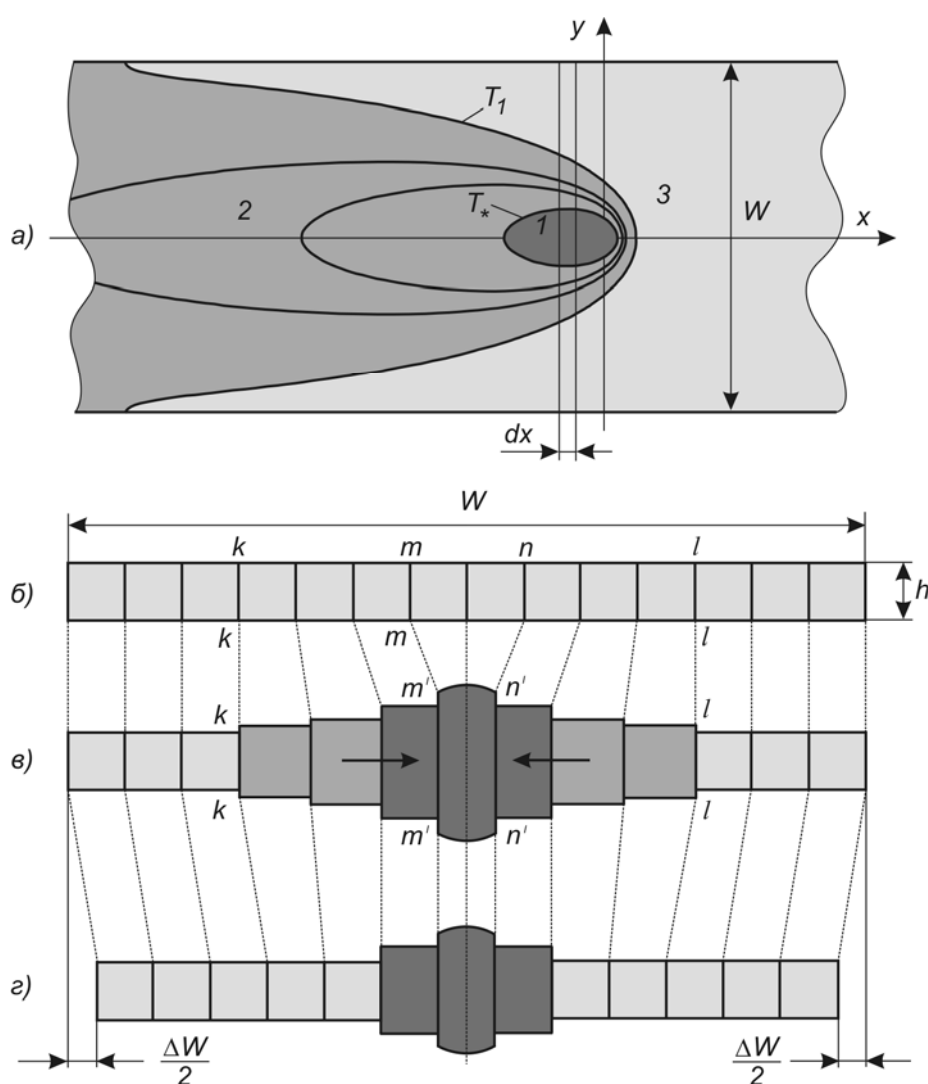 y
T₁
3
2
T* 1
W
x
а)
dx
W
k m n l
б)
h
k m l
m′ n′
k l
в)
k l
m′ n′
г)
ΔW/2 ΔW/2